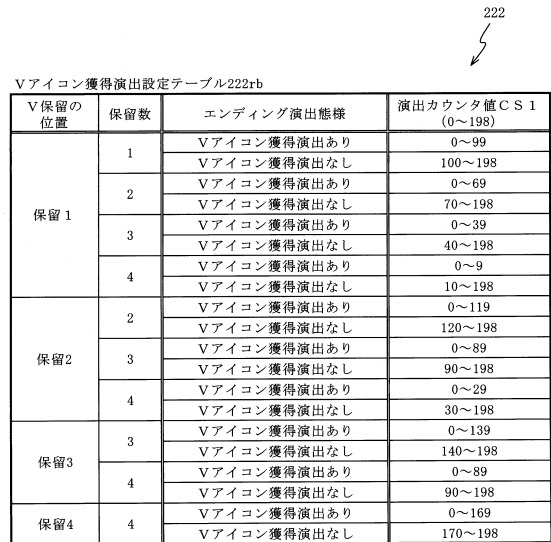 222
Vアイコン獲得演出設定テーブル222rb
V保留の位置 保留数 エンディング演出態様 演出カウンタ値CS1 (0～198)
保留1 1 Vアイコン獲得演出あり 0～99
Vアイコン獲得演出なし 100～198
2 Vアイコン獲得演出あり 0～69
Vアイコン獲得演出なし 70～198
3 Vアイコン獲得演出あり 0～39
Vアイコン獲得演出なし 40～198
4 Vアイコン獲得演出あり 0～9
Vアイコン獲得演出なし 10～198
保留2 2 Vアイコン獲得演出あり 0～119
Vアイコン獲得演出なし 120～198
3 Vアイコン獲得演出あり 0～89
Vアイコン獲得演出なし 90～198
4 Vアイコン獲得演出あり 0～29
Vアイコン獲得演出なし 30～198
保留3 3 Vアイコン獲得演出あり 0～139
Vアイコン獲得演出なし 140～198
4 Vアイコン獲得演出あり 0～89
Vアイコン獲得演出なし 90～198
保留4 4 Vアイコン獲得演出あり 0～169
Vアイコン獲得演出なし 170～198